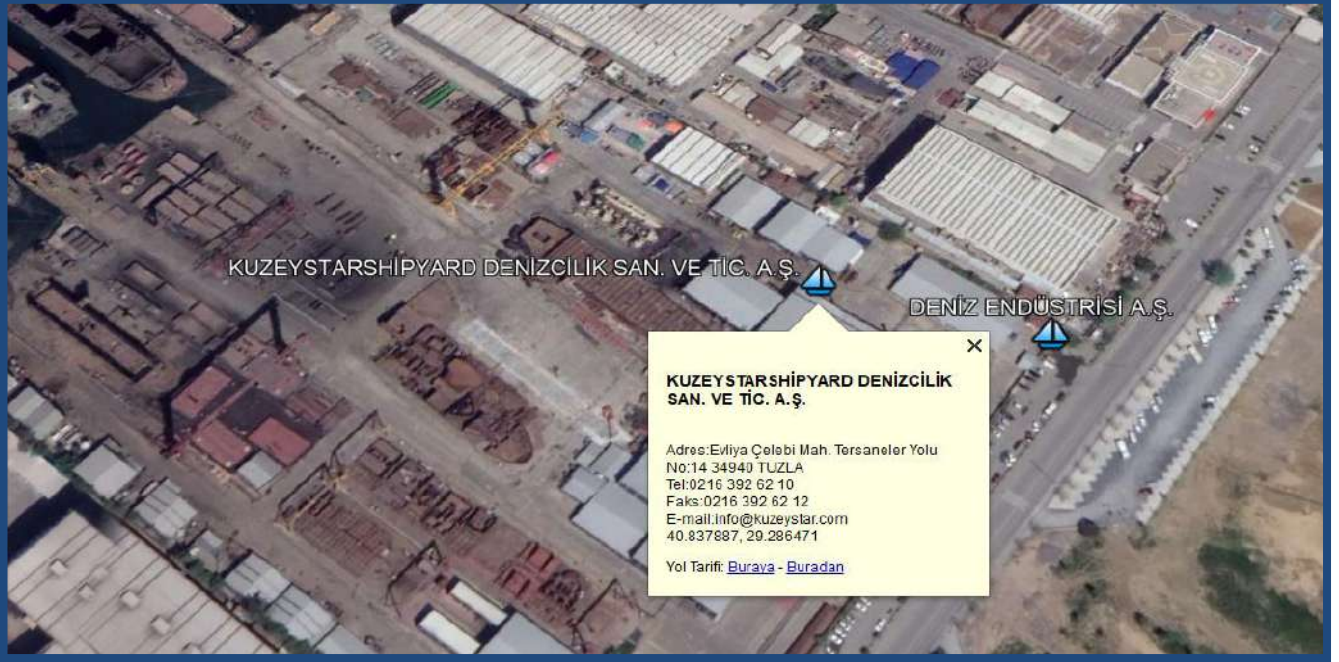 KUZEYSTARSHİPYARD DENİZCİLİK SAN. VE TİC. A.Ş.
DENİZ ENDÜSTRİSİ A.Ş.
KUZEYSTARSHİPYARD DENİZCİLİK
SAN. VE TİC. A.Ş.
Adres:Evliya Çelebi Mah. Tersaneler Yolu
No:14 34940 TUZLA
Tel:0216 392 62 10
Faks:0216 392 62 12
E-mail:info@kuzeystar.com
40.837887, 29.286471
Yol Tarifi: Buraya - Buradan